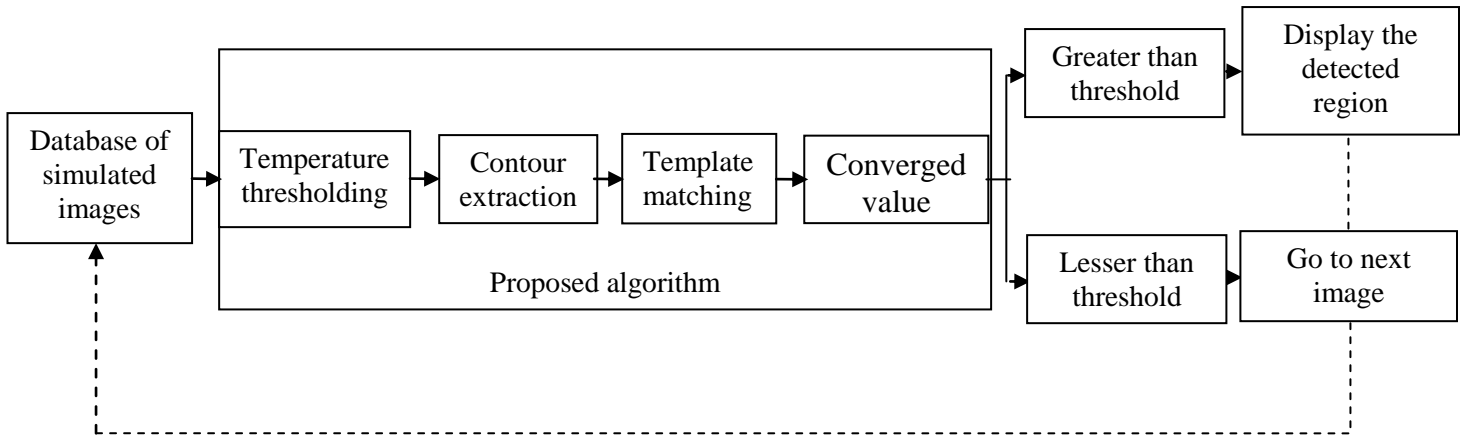 Database of
simulated
images
Temperature
thresholding
Contour
extraction
Template
matching
Converged
value
Proposed algorithm
Greater than
threshold
Display the
detected
region
Lesser than
threshold
Go to next
image